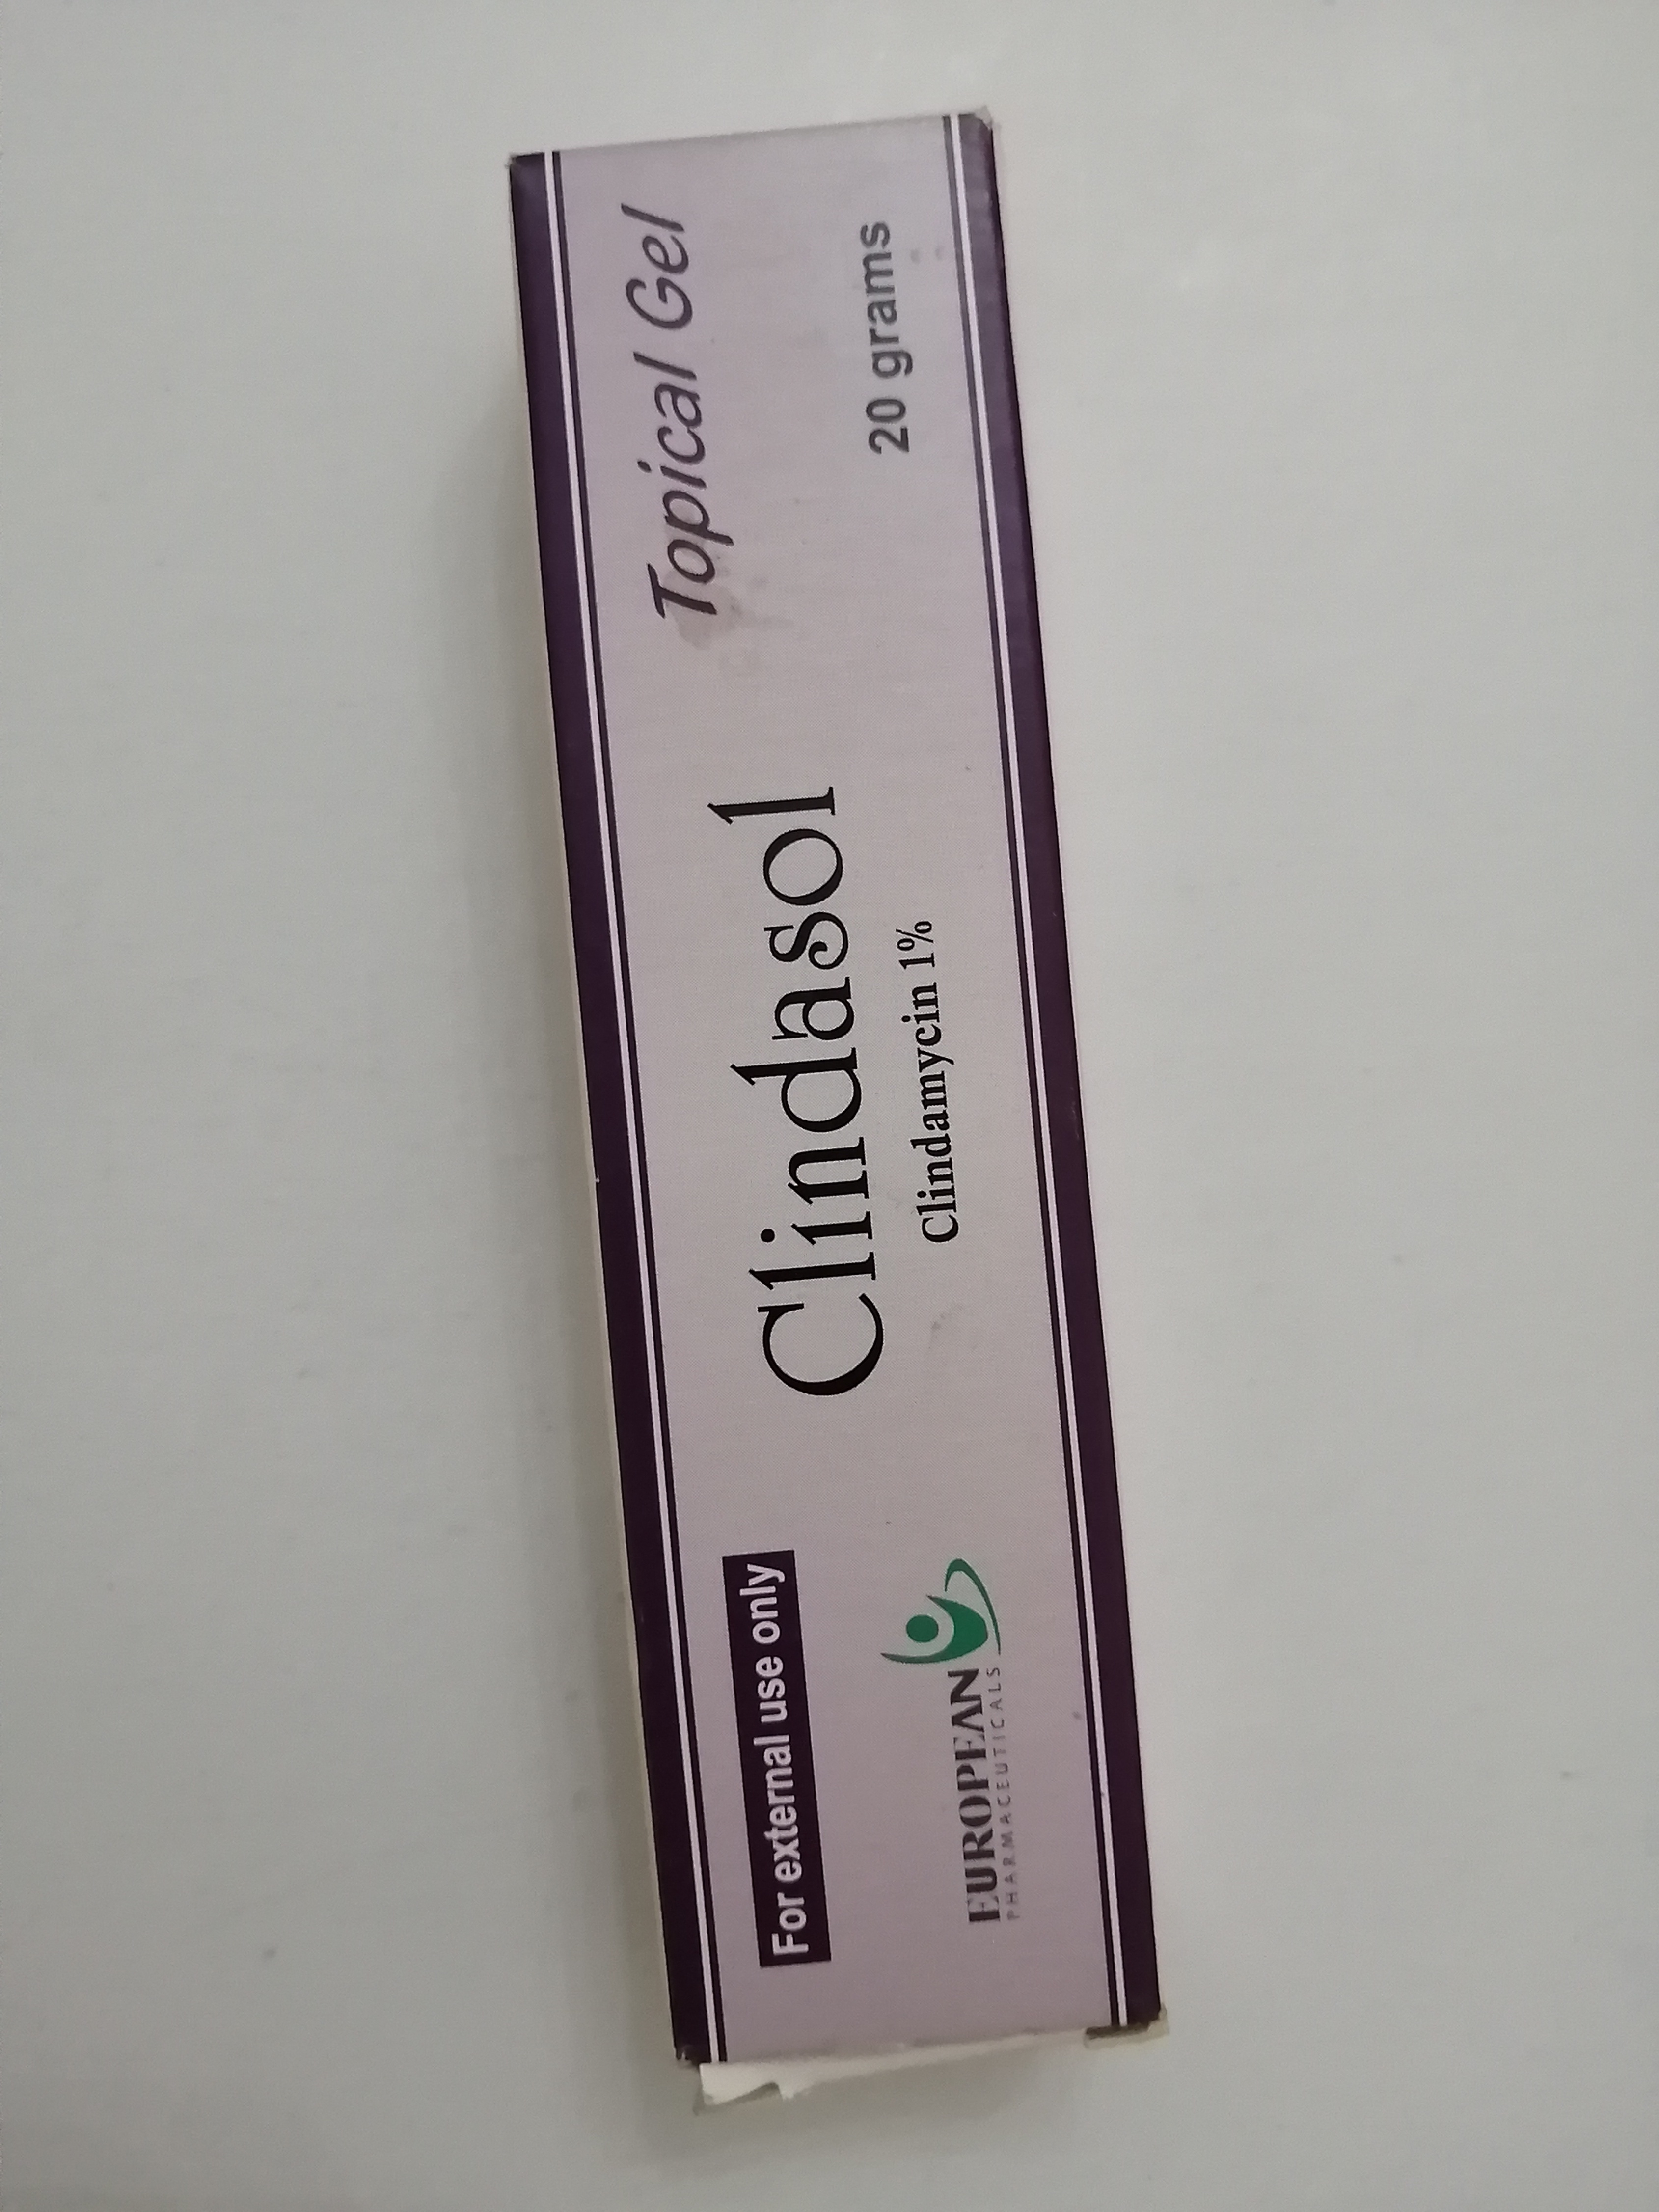 For external use only
Topical Gel
Clindasol
Clindamycin 1%
EUROPEAN
PHARMACEUTICALS
20 grams